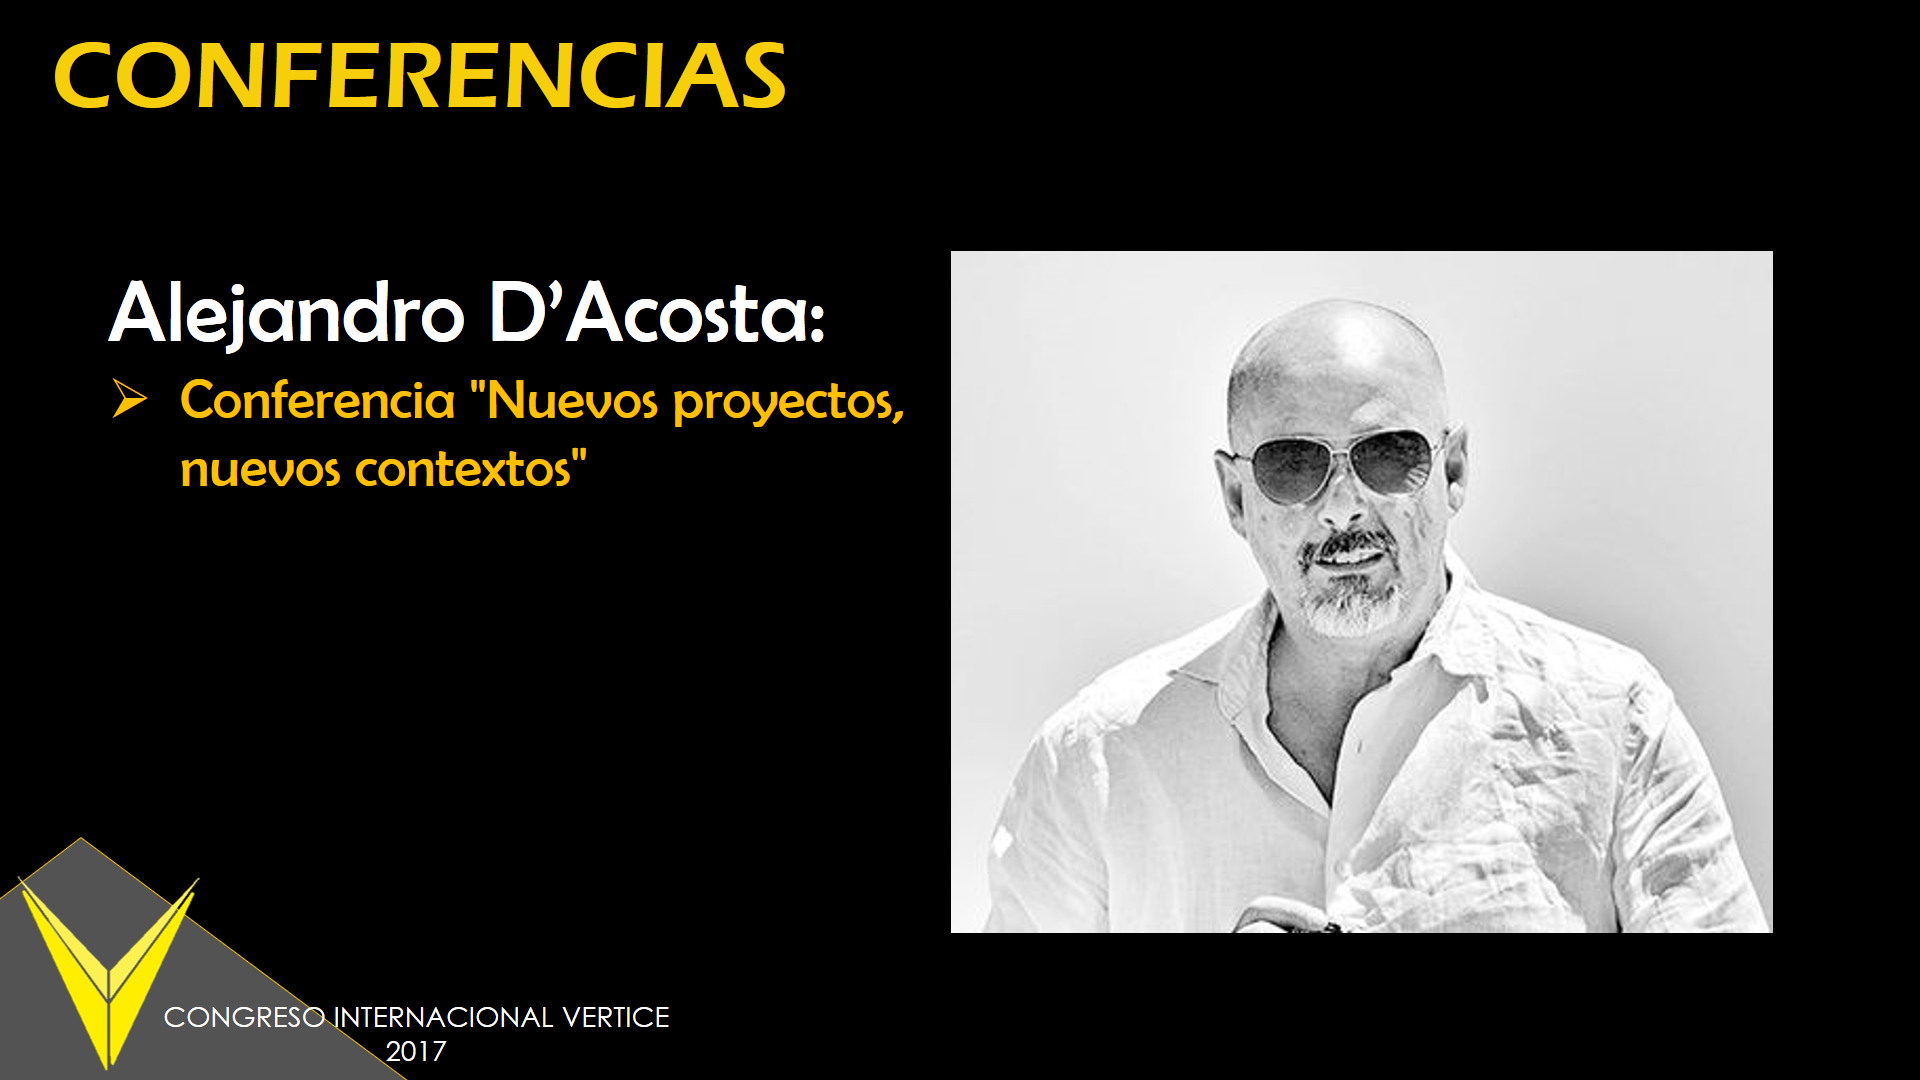 CONFERENCIAS
Alejandro D’Acosta:
Conferencia "Nuevos proyectos,
nuevos contextos"
CONGRESO INTERNACIONAL VERTICE
2017